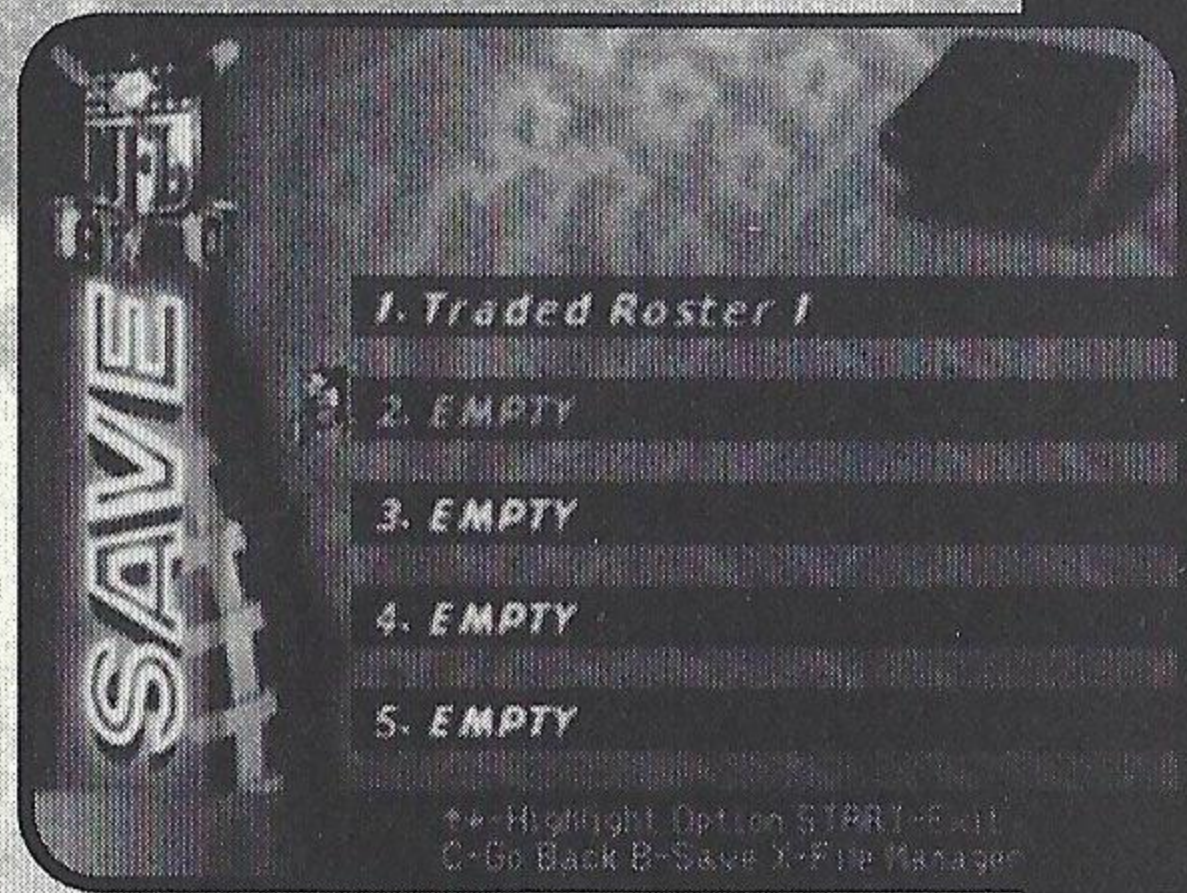 SAVE
1. Traded Roster 1
2. EMPTY
3. EMPTY
4. EMPTY
5. EMPTY
-Highlight Option START-Exit
C-Go Back B-Save X-File Manager